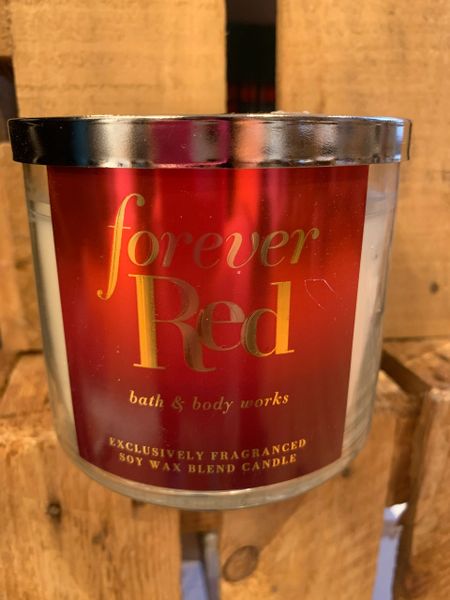 forever
Red
bath & body works
EXCLUSIVELY FRAGRANCED
SOY WAX BLEND CANDLE